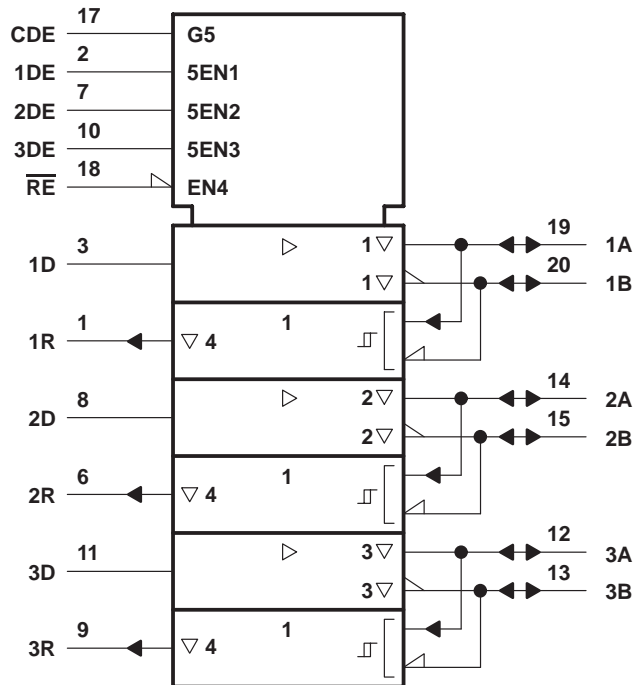 CDE 17 G5
1DE 2 5EN1
2DE 7 5EN2
3DE 10 5EN3
RE 18 EN4
1D 3 1 19 1A
1 20 1B
1R 1 4 1
2D 8 2 14 2A
2 15 2B
2R 6 4 1
3D 11 3 12 3A
3 13 3B
3R 9 4 1